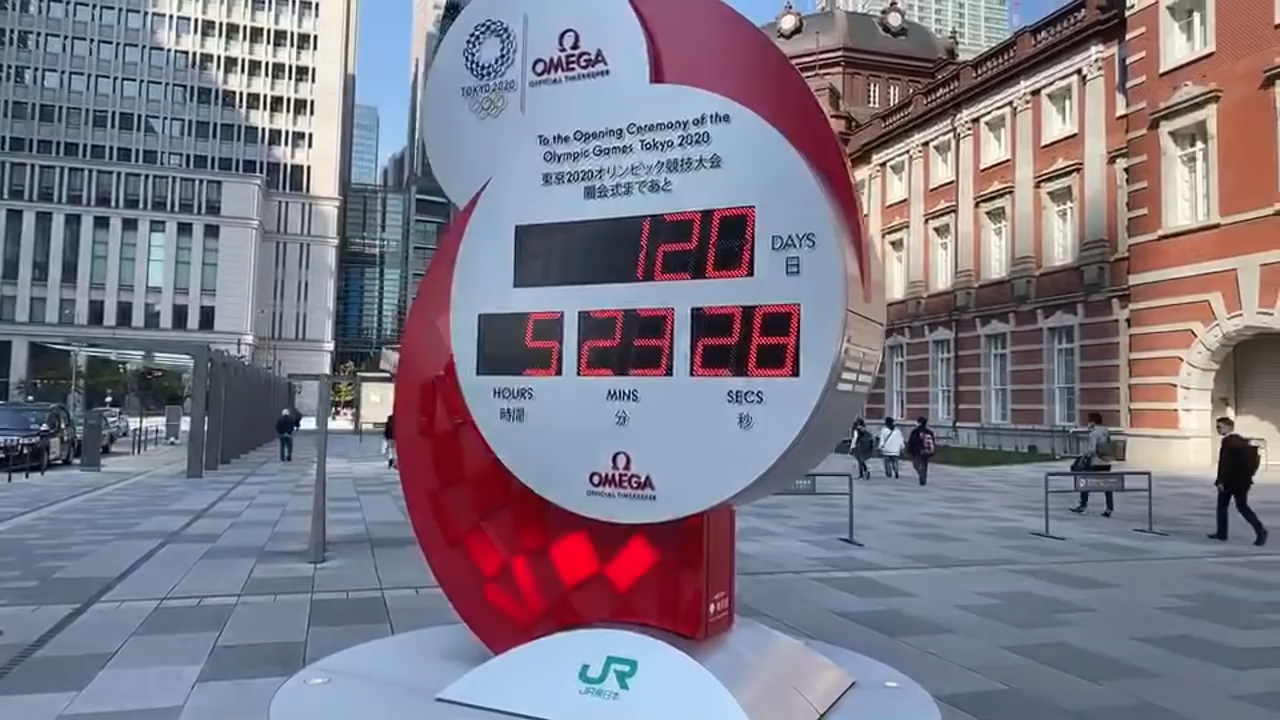 TOKYO 2020
OMEGA
OFFICIAL TIMEKEEPER
To the Opening Ceremony of the
Olympic Games Tokyo 2020
東京2020オリンピック競技大会
開会式まであと
120 DAYS
日
5 23 28
HOURS MINS SECS
時間 分 秒
OMEGA
OFFICIAL TIMEKEEPER
JR
JR東日本